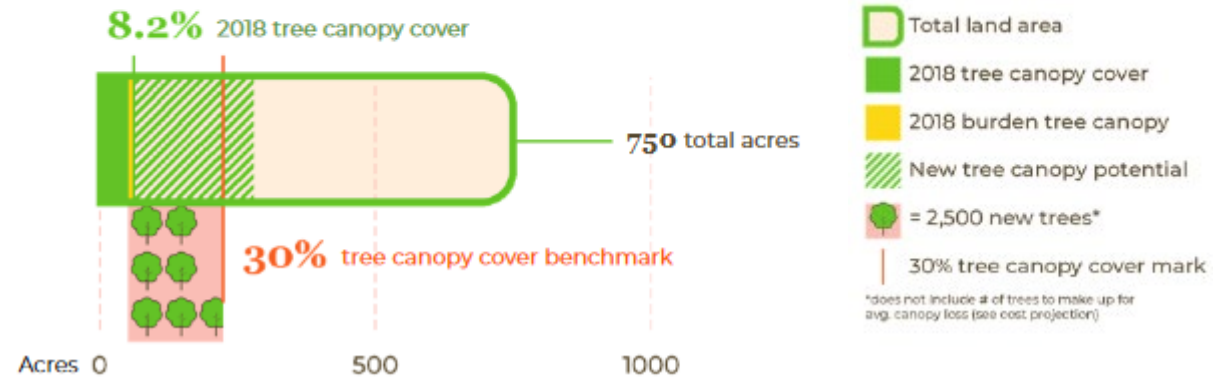 8.2% 2018 tree canopy cover
750 total acres
30% tree canopy cover benchmark
Acres 0 500 1000
Total land area
2018 tree canopy cover
2018 burden tree canopy
New tree canopy potential
= 2,500 new trees*
30% tree canopy cover mark
*does not include # of trees to make up for
avg. canopy loss (see cost projection)